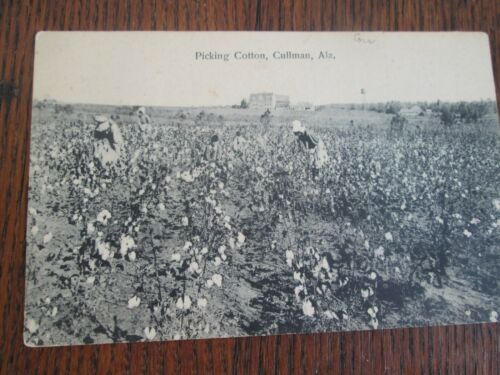 Picking Cotton, Cullman, Ala.